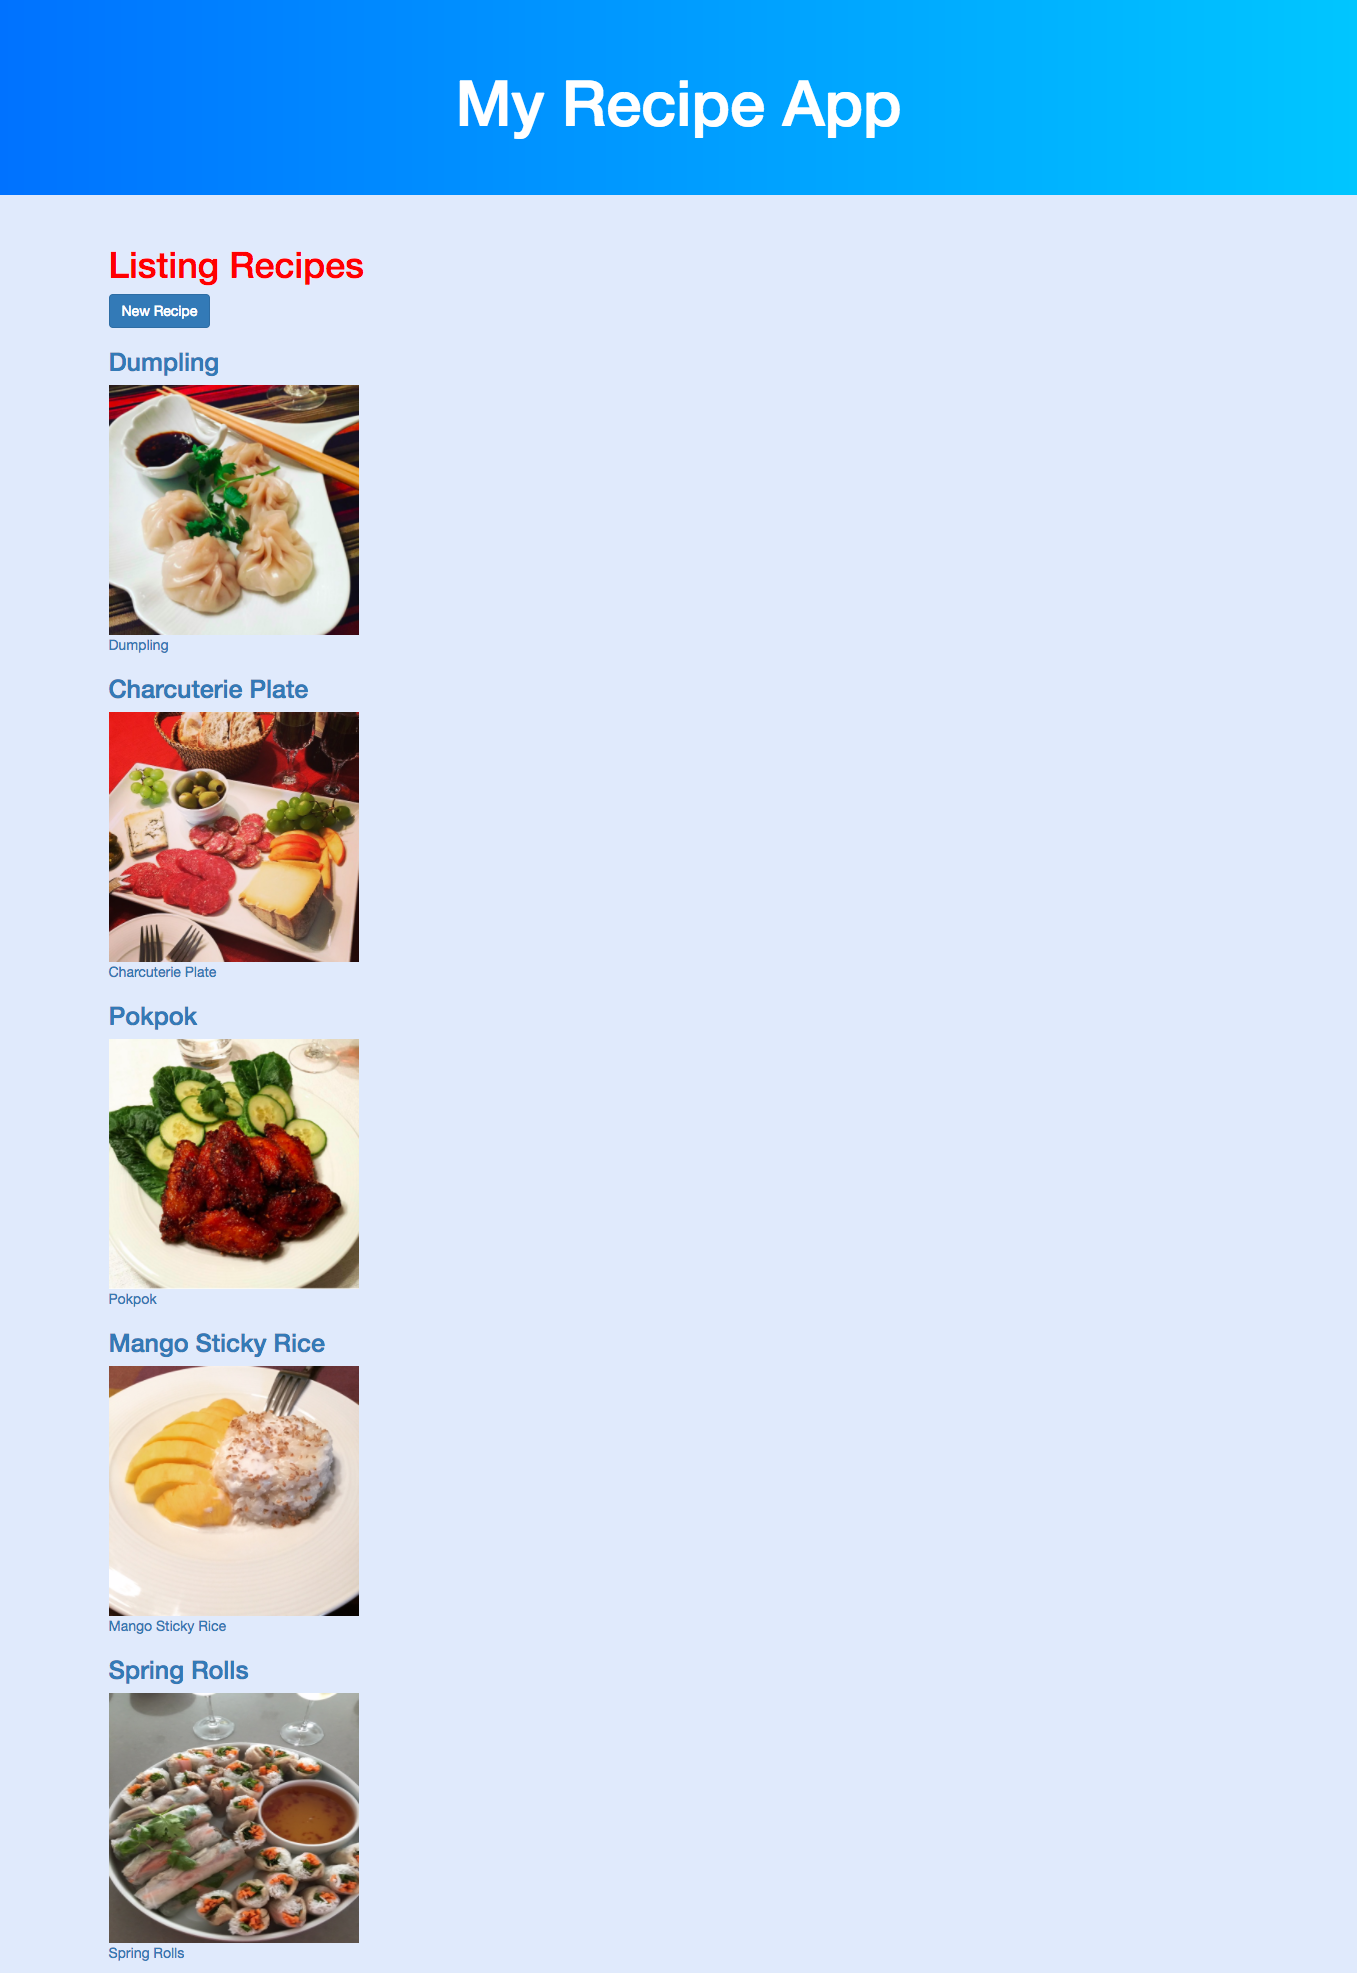 My Recipe App
Listing Recipes
New Recipe
Dumpling
Dumpling
Charcuterie Plate
Charcuterie Plate
Pokpok
Pokpok
Mango Sticky Rice
Mango Sticky Rice
Spring Rolls
Spring Rolls